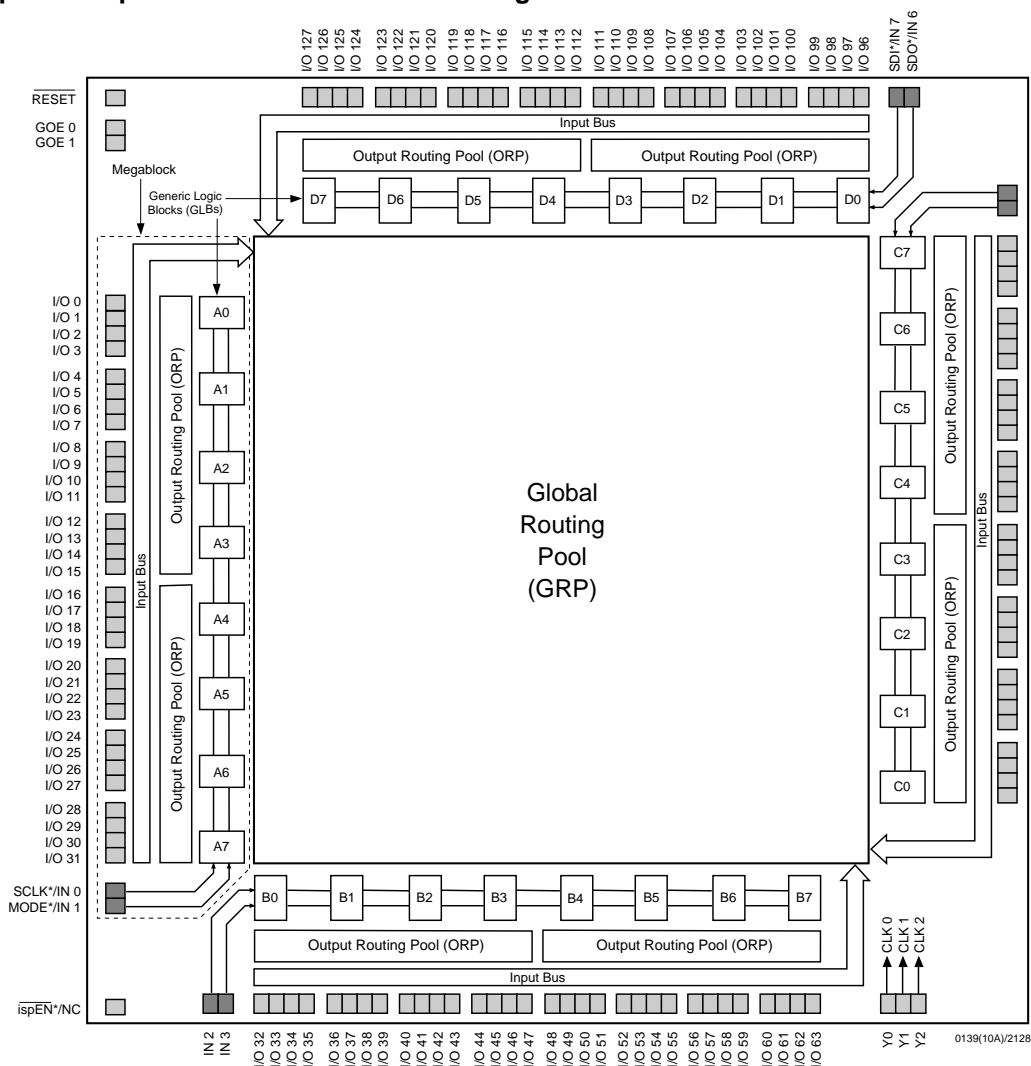 I/O 127
I/O 126
I/O 125
I/O 124
I/O 123
I/O 122
I/O 121
I/O 120
I/O 119
I/O 118
I/O 117
I/O 116
I/O 115
I/O 114
I/O 113
I/O 112
I/O 111
I/O 110
I/O 109
I/O 108
I/O 107
I/O 106
I/O 105
I/O 104
I/O 103
I/O 102
I/O 101
I/O 100
I/O 99
I/O 98
I/O 97
I/O 96
SDI*/IN 7
SDO*/IN 6
RESET
GOE 0
GOE 1
Input Bus
Output Routing Pool (ORP)
Output Routing Pool (ORP)
Megablock
Generic Logic
Blocks (GLBs)
D7
D6
D5
D4
D3
D2
D1
D0
I/O 0
I/O 1
I/O 2
I/O 3
I/O 4
I/O 5
I/O 6
I/O 7
I/O 8
I/O 9
I/O 10
I/O 11
I/O 12
I/O 13
I/O 14
I/O 15
I/O 16
I/O 17
I/O 18
I/O 19
I/O 20
I/O 21
I/O 22
I/O 23
I/O 24
I/O 25
I/O 26
I/O 27
I/O 28
I/O 29
I/O 30
I/O 31
Input Bus
Output Routing Pool (ORP)
Output Routing Pool (ORP)
A0
A1
A2
A3
A4
A5
A6
A7
Global
Routing
Pool
(GRP)
C7
C6
C5
C4
C3
C2
C1
C0
Output Routing Pool (ORP)
Output Routing Pool (ORP)
Input Bus
SCLK*/IN 0
MODE*/IN 1
B0
B1
B2
B3
B4
B5
B6
B7
Output Routing Pool (ORP)
Output Routing Pool (ORP)
Input Bus
CLK 0
CLK 1
CLK 2
ispEN*/NC
IN 2
IN 3
I/O 32
I/O 33
I/O 34
I/O 35
I/O 36
I/O 37
I/O 38
I/O 39
I/O 40
I/O 41
I/O 42
I/O 43
I/O 44
I/O 45
I/O 46
I/O 47
I/O 48
I/O 49
I/O 50
I/O 51
I/O 52
I/O 53
I/O 54
I/O 55
I/O 56
I/O 57
I/O 58
I/O 59
I/O 60
I/O 61
I/O 62
I/O 63
Y0
Y1
Y2
0139(10A)/2128